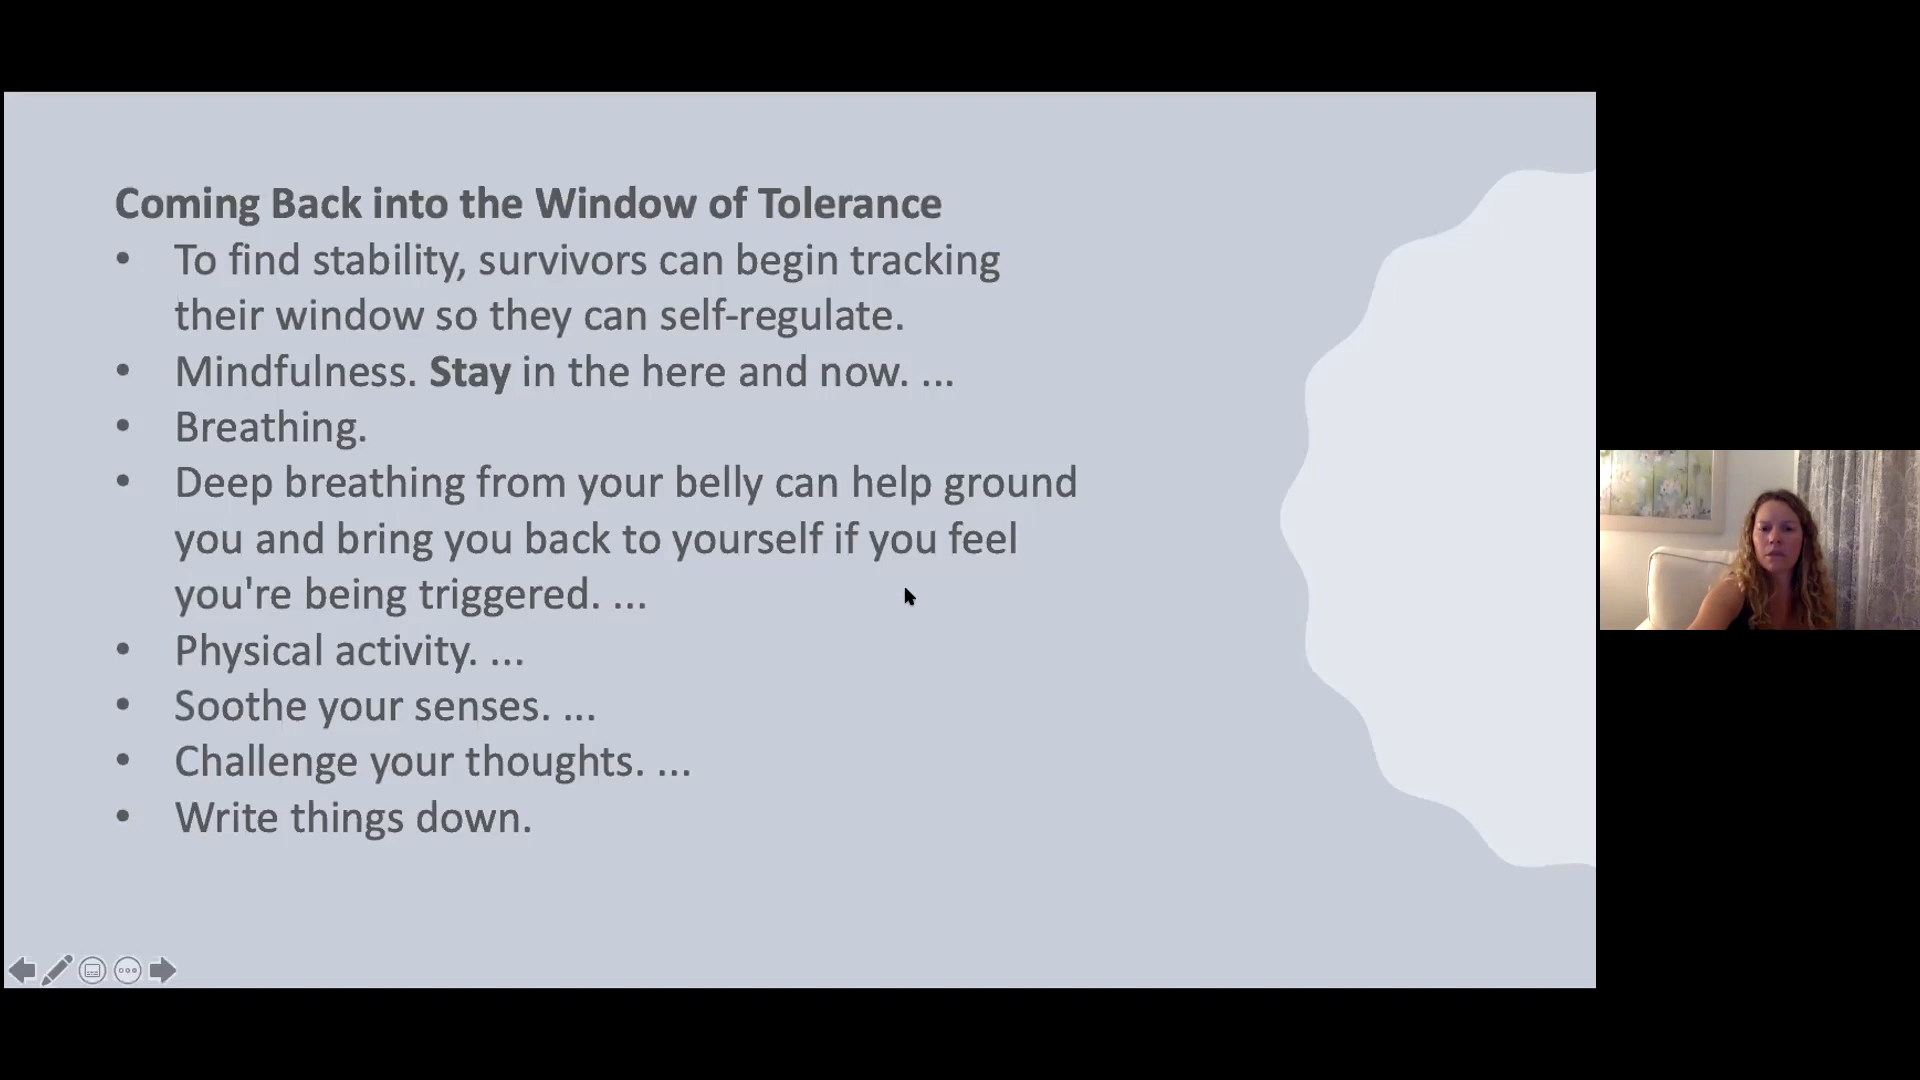 Coming Back into the Window of Tolerance
• To find stability, survivors can begin tracking
their window so they can self-regulate.
• Mindfulness. Stay in the here and now. ...
• Breathing.
• Deep breathing from your belly can help ground
you and bring you back to yourself if you feel
you're being triggered. ...
• Physical activity. ...
• Soothe your senses. ...
• Challenge your thoughts. ...
• Write things down.